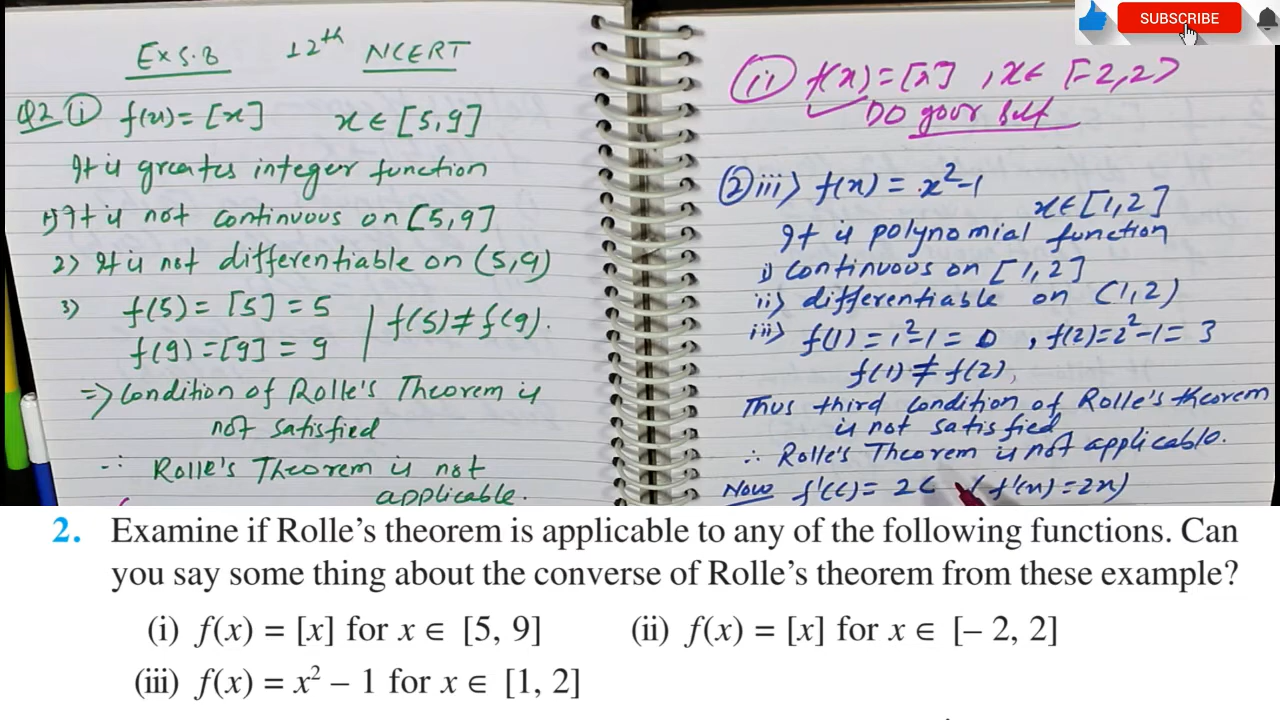 Ex 5.8 12th NCERT
Q2 (i) f(x) = [x] x ∈ [5,9]
It is greates integer function
1) It is not continuous on [5,9]
2) It is not differentiable on (5,9)
3) f(5) = [5] = 5
f(9) = [9] = 9
f(5) ≠ f(9).
=> Condition of Rolle's Theorem is
not satisfied
∴ Rolle's Theorem is not
applicable.
SUBSCRIBE
(ii) f(x) = [x], x ∈ [-2,2]
DO your self
(2) iii) f(x) = x²-1
x ∈ [1,2]
It is polynomial function
i) Continuous on [1,2]
ii) differentiable on (1,2)
iii) f(1) = 1²-1 = 0, f(2) = 2²-1 = 3
f(1) ≠ f(2),
Thus third condition of Rolle's theorem
is not satisfied
∴ Rolle's Theorem is not applicable.
Now f'(c) = 2c (f'(x) = 2x)
2. Examine if Rolle's theorem is applicable to any of the following functions. Can
you say some thing about the converse of Rolle's theorem from these example?
(i) f(x) = [x] for x ∈ [5, 9] (ii) f(x) = [x] for x ∈ [– 2, 2]
(iii) f(x) = x² – 1 for x ∈ [1, 2]